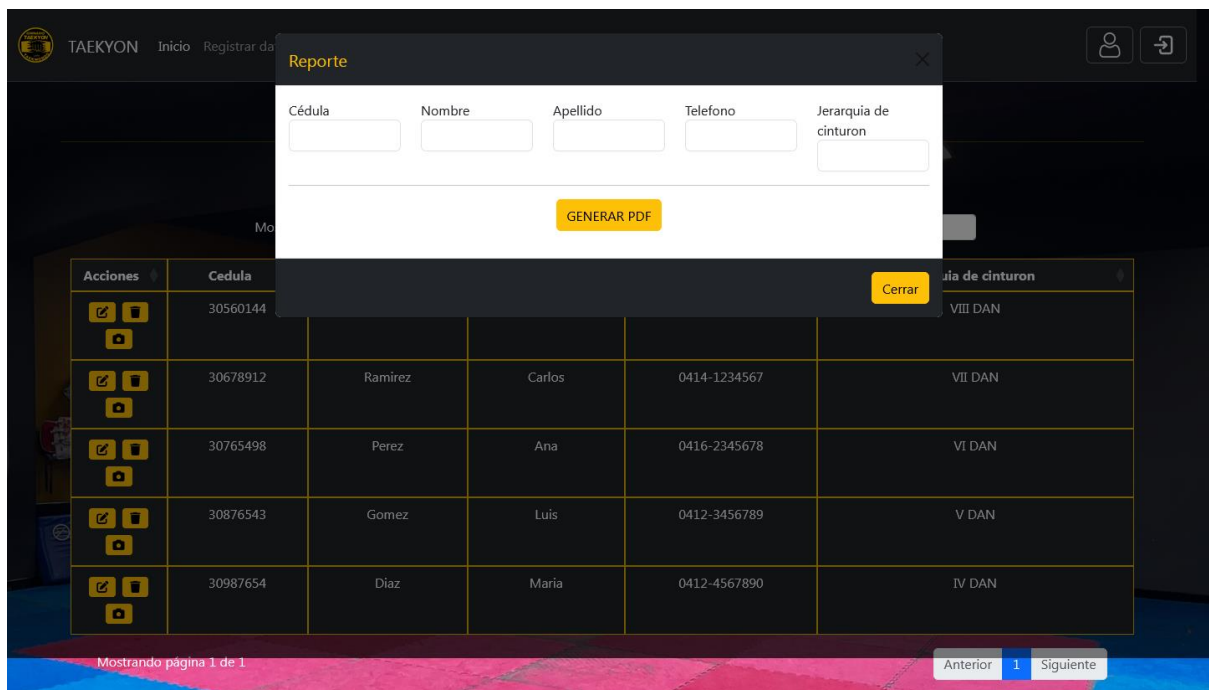 TAEKYON Inicio Registrar da
Reporte
Cédula Nombre Apellido Telefono Jerarquia de
cinturon
GENERAR PDF
Mo
Cerrar
Acciones Cedula uia de cinturon
30560144 VIII DAN
30678912 Ramirez Carlos 0414-1234567 VII DAN
30765498 Perez Ana 0416-2345678 VI DAN
30876543 Gomez Luis 0412-3456789 V DAN
30987654 Diaz Maria 0412-4567890 IV DAN
Mostrando página 1 de 1 Anterior 1 Siguiente